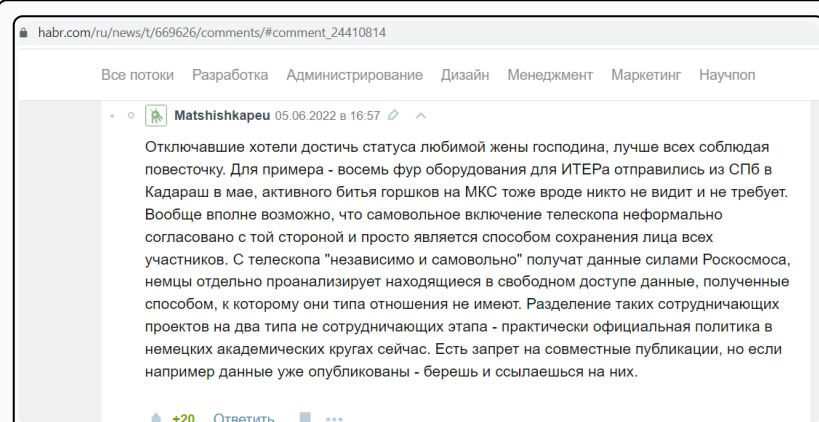 habr.com/ru/news/t/669626/comments/#comment_24410814
Все потоки Разработка Администрирование Дизайн Менеджмент Маркетинг Научпоп
Matshishkapeu 05.06.2022 в 16:57
Отключавшие хотели достичь статуса любимой жены господина, лучше всех соблюдая
повесточку. Для примера - восемь фур оборудования для ИТЕРа отправились из СПб в
Кадараш в мае, активного битья горшков на МКС тоже вроде никто не видит и не требует.
Вообще вполне возможно, что самовольное включение телескопа неформально
согласовано с той стороной и просто является способом сохранения лица всех
участников. С телескопа "независимо и самовольно" получат данные силами Роскосмоса,
немцы отдельно проанализирует находящиеся в свободном доступе данные, полученные
способом, к которому они типа отношения не имеют. Разделение таких сотрудничающих
проектов на два типа не сотрудничающих этапа - практически официальная политика в
немецких академических кругах сейчас. Есть запрет на совместные публикации, но если
например данные уже опубликованы - берешь и ссылаешься на них.
+20 Ответить